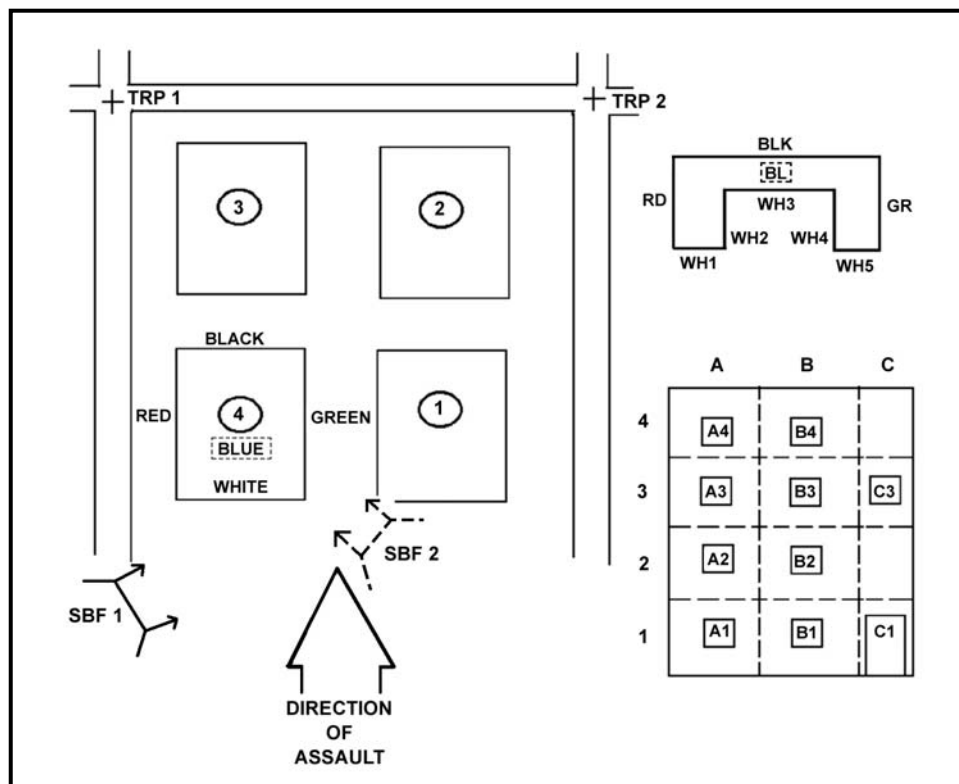 TRP 1
TRP 2
3
2
BLACK
RED
4
GREEN
1
BLUE
WHITE
SBF 2
SBF 1
DIRECTION
OF
ASSAULT
BLK
BL
RD
WH3
GR
WH2
WH4
WH1
WH5
A B C
4 A4 B4
3 A3 B3 C3
2 A2 B2
1 A1 B1 C1